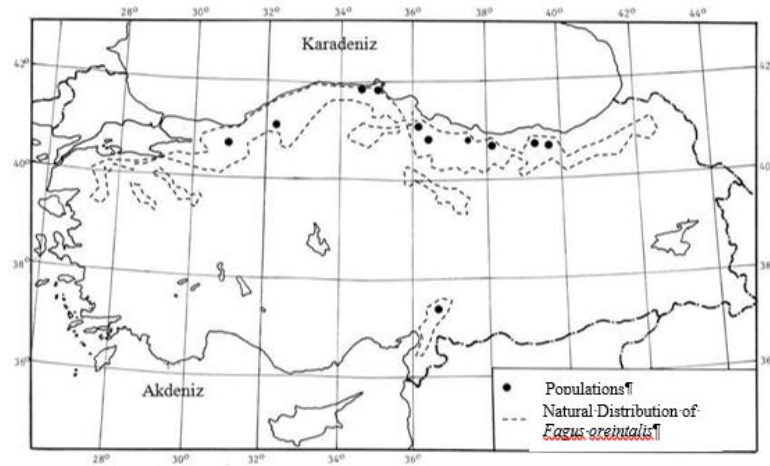 28° 30° 32° 34° 36° 38° 40° 42° 44°
Karadeniz
42° 42
40° 40
38° 38
36° 36
Akdeniz
Populations¶
Natural·Distribution·of·
Fagus·oreintalis¶
28° 30° 32° 34° 36°